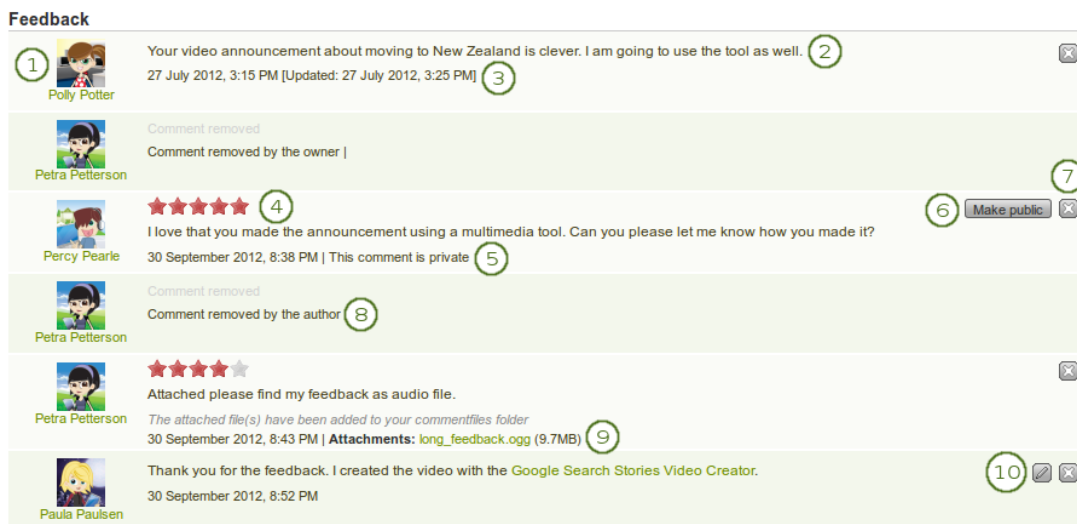 Feedback
1
Your video announcement about moving to New Zealand is clever. I am going to use the tool as well. 2
27 July 2012, 3:15 PM [Updated: 27 July 2012, 3:25 PM] 3
Polly Potter
Comment removed
Comment removed by the owner |
Petra Petterson
7
4
6 Make public
I love that you made the announcement using a multimedia tool. Can you please let me know how you made it?
Percy Pearle
30 September 2012, 8:38 PM | This comment is private 5
Comment removed
Comment removed by the author 8
Petra Petterson
Attached please find my feedback as audio file.
Petra Petterson
The attached file(s) have been added to your commentfiles folder
30 September 2012, 8:43 PM | Attachments: long_feedback.ogg (9.7MB) 9
Thank you for the feedback. I created the video with the Google Search Stories Video Creator. 10
30 September 2012, 8:52 PM
Paula Paulsen